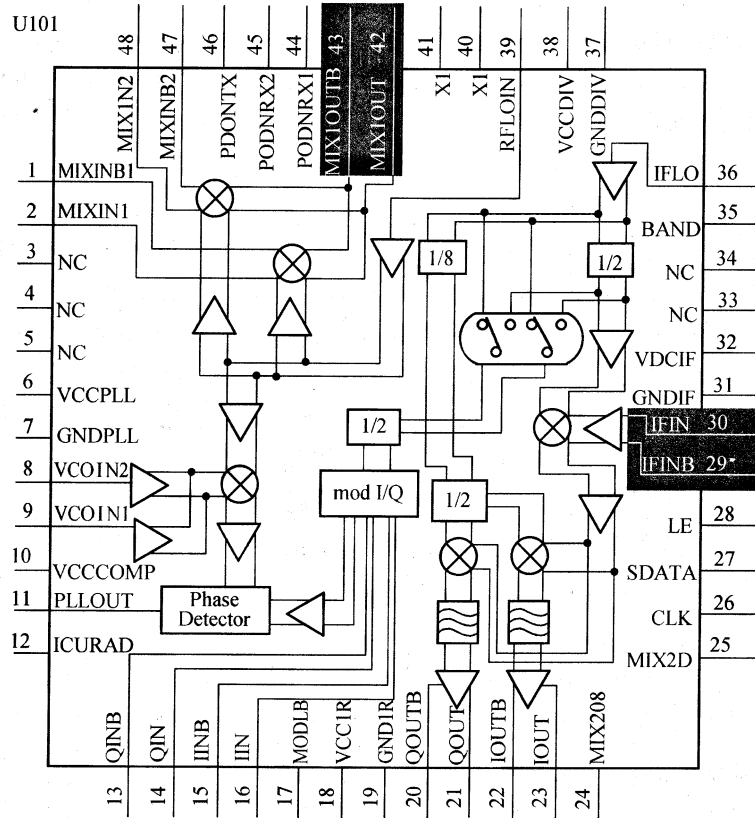 U101
48 47 46 45 44 43 42 41 40 39 38 37
MIX1N2 MIXINB2 PDONTX PODNRX2 PODNRX1 MIX1OUTB MIX1OUT X1 X1 RFLOIN VCCDIV GNDDIV
1 MIXINB1
2 MIXIN1
3 NC
4 NC
5 NC
6 VCCPLL
7 GNDPLL
8 VCOIN2
9 VCOIN1
10 VCCCOMP
11 PLLOUT
12 ICURAD
IFLO 36
BAND 35
NC 34
NC 33
VDCIF 32
GNDIF 31
IFIN 30
IFINB 29
LE 28
SDATA 27
CLK 26
MIX2D 25
1/8
1/2
1/2
mod I/Q
1/2
Phase
Detector
QINB QIN IINB IIN MODLB VCC1R GND1R QOUTB QOUT IOUTB IOUT MIX208
13 14 15 16 17 18 19 20 21 22 23 24